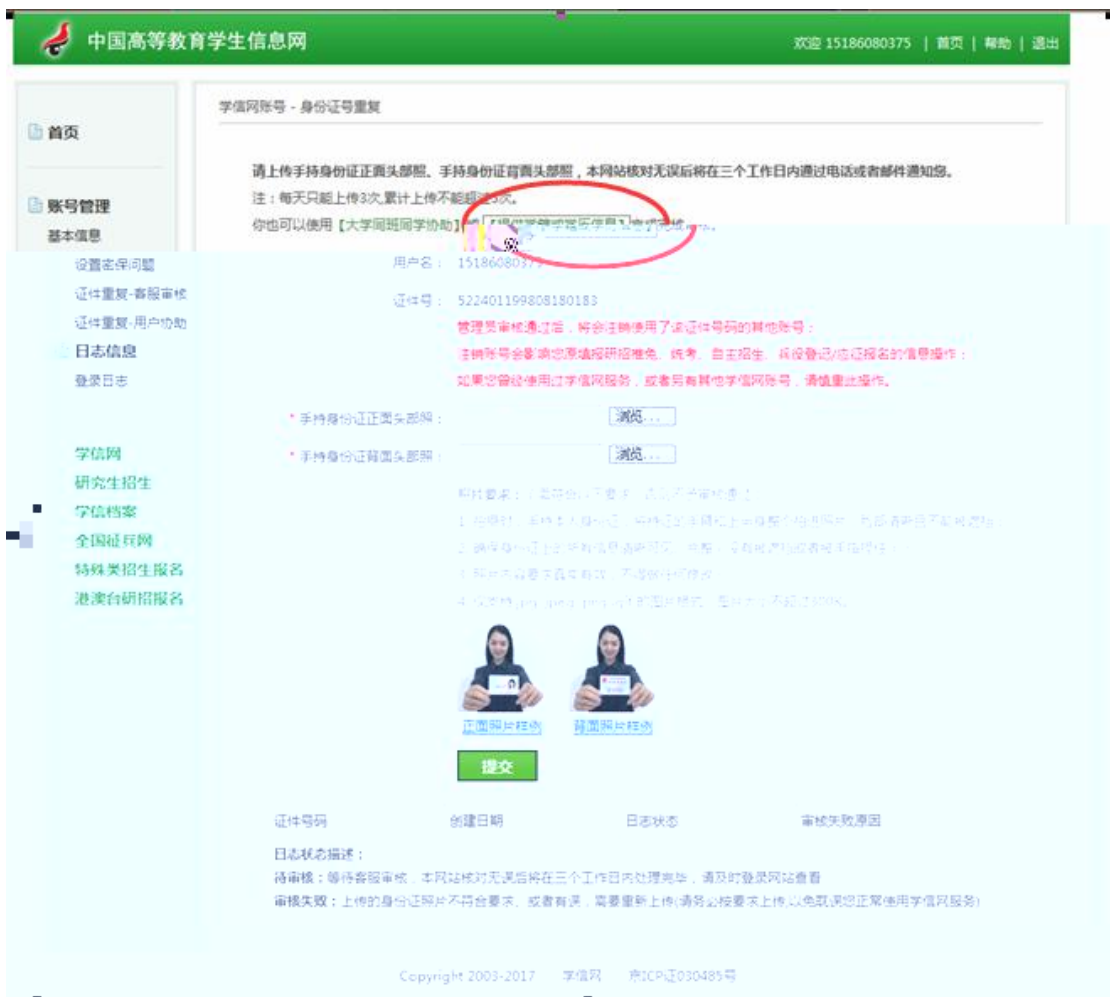 中国高等教育学生信息网
欢迎 15186080375 | 首页 | 帮助 | 退出
学信网账号 - 身份证号重复
首页
请上传手持身份证正面头部照、手持身份证背面头部照，本网站核对无误后将在三个工作日内通过电话或者邮件通知您。
注：每天只能上传3次,累计上传不能超过5次。
账号管理
你也可以使用【大学同班同学协助】或【提供学籍或学历信息】
基本信息
设置密保问题
用户名： 15186080375
证件重复-客服审核
证件号： 522401199808180183
证件重复-用户协助
管理员审核通过后，将会注销使用了该证件号码的其他账号；
日志信息
注销账号会影响您原填报研招推免、统考、自主招生、兵役登记/应征报名的信息操作；
登录日志
如果您曾经使用过学信网服务，或者另有其他学信网账号，请慎重此操作。
* 手持身份证正面头部照： 浏览...
学信网
* 手持身份证背面头部照： 浏览...
研究生招生
学信档案
全国征兵网
特殊类招生报名
港澳台研招报名
正面照片样例 背面照片样例
提交
证件号码 创建日期 日志状态 审核失败原因
日志状态描述：
待审核：等待客服审核，本网站核对无误后将在三个工作日内处理完毕，请及时登录网站查看
审核失败：上传的身份证照片不符合要求、或者有误，需要重新上传(请务必按要求上传,以免耽误您正常使用学信网服务)
Copyright 2003-2017 学信网 京ICP证030485号